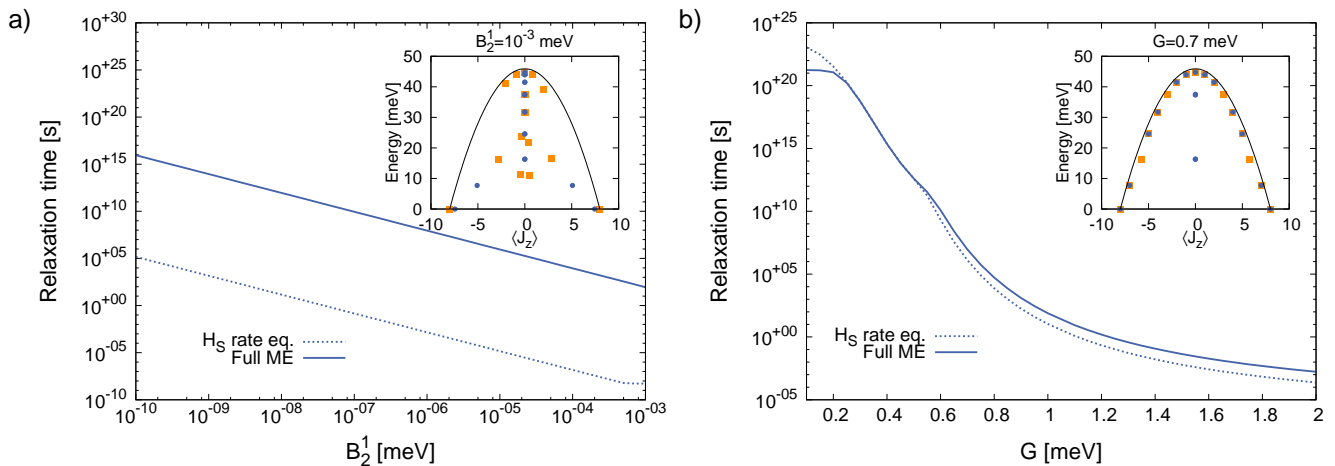 a)
Relaxation time [s]
10⁺³⁰
10⁺²⁵
10⁺²⁰
10⁺¹⁵
10⁺¹⁰
10⁺⁰⁵
10⁺⁰⁰
10⁻⁰⁵
10⁻¹⁰
10⁻¹⁰ 10⁻⁰⁹ 10⁻⁰⁸ 10⁻⁰⁷ 10⁻⁰⁶ 10⁻⁰⁵ 10⁻⁰⁴ 10⁻⁰³
B₂¹ [meV]
H_S rate eq.
Full ME
B₂¹=10⁻³ meV
Energy [meV]
50
40
30
20
10
0
-10 -5 0 5 10
⟨J_z⟩
b)
Relaxation time [s]
10⁺²⁵
10⁺²⁰
10⁺¹⁵
10⁺¹⁰
10⁺⁰⁵
10⁺⁰⁰
10⁻⁰⁵
0.2 0.4 0.6 0.8 1 1.2 1.4 1.6 1.8 2
G [meV]
H_S rate eq.
Full ME
G=0.7 meV
Energy [meV]
50
40
30
20
10
0
-10 -5 0 5 10
⟨J_z⟩